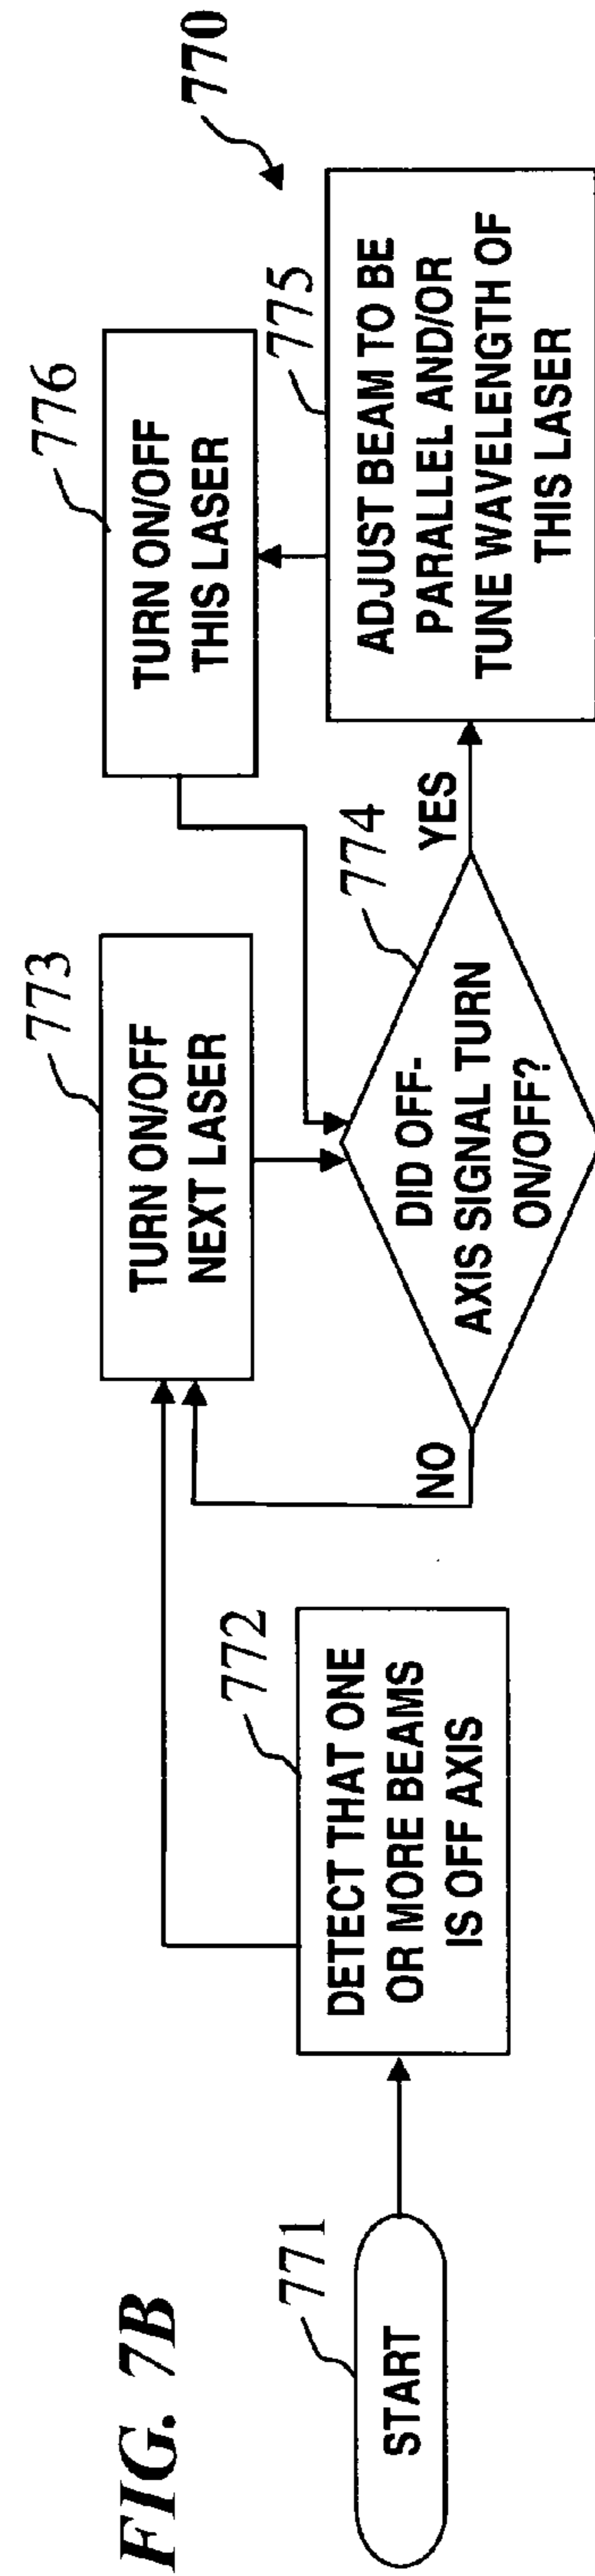 FIG. 7B
770
771
START
772
DETECT THAT ONE
OR MORE BEAMS
IS OFF AXIS
773
TURN ON/OFF
NEXT LASER
774
DID OFF-
AXIS SIGNAL TURN
ON/OFF?
NO
YES
775
ADJUST BEAM TO BE
PARALLEL AND/OR
TUNE WAVELENGTH OF
THIS LASER
776
TURN ON/OFF
THIS LASER